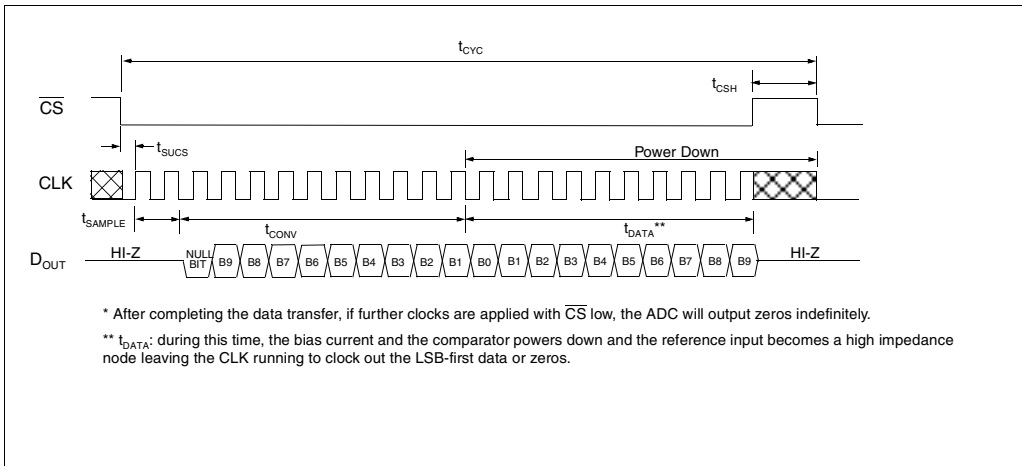 tCYC
tCSH
CS
tSUCS
Power Down
CLK
tSAMPLE
tCONV
tDATA**
HI-Z
NULL BIT B9 B8 B7 B6 B5 B4 B3 B2 B1 B0 B1 B2 B3 B4 B5 B6 B7 B8 B9
HI-Z
DOUT
* After completing the data transfer, if further clocks are applied with CS low, the ADC will output zeros indefinitely.
** tDATA: during this time, the bias current and the comparator powers down and the reference input becomes a high impedance
node leaving the CLK running to clock out the LSB-first data or zeros.